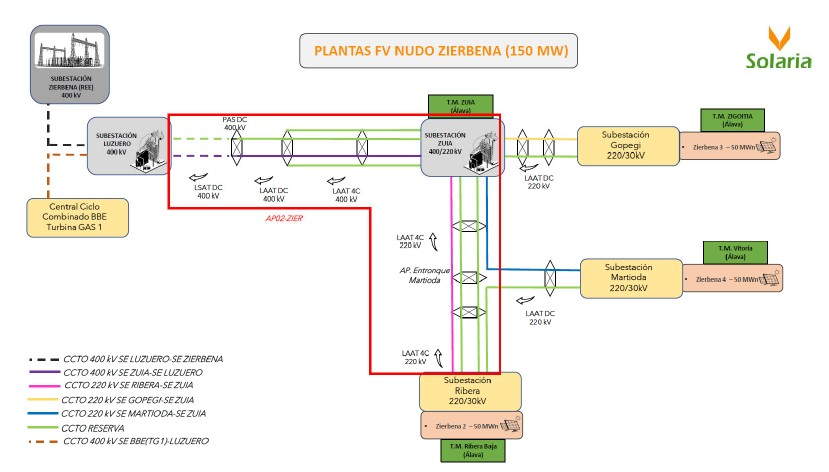 PLANTAS FV NUDO ZIERBENA (150 MW)
Solaria
SUBESTACIÓN
ZIERBENA (REE)
400 kV
T.M. ZUIA
(Álava)
PAS DC
400 kV
SUBESTACIÓN
LUZUERO
400 kV
SUBESTACIÓN
ZUIA
400/220 kV
Subestación
Gopegi
220/30kV
T.M. ZIGOITIA
(Álava)
• Zierbena 3 – 50 MWn
LSAT DC
400 kV
LAAT DC
400 kV
LAAT 4C
400 kV
LAAT DC
220 kV
Central Ciclo
Combinado BBE
Turbina GAS 1
AP02-ZIER
LAAT 4C
220 kV
AP. Entronque
Martioda
Subestación
Martioda
220/30kV
T.M. Vitoria
(Álava)
• Zierbena 4 – 50 MWn
LAAT DC
220 kV
LAAT 4C
220 kV
Subestación
Ribera
220/30kV
Zierbena 2 – 50 MWn
T.M. Ribera Baja
(Álava)
CCTO 400 kV SE LUZUERO-SE ZIERBENA
CCTO 400 kV SE ZUIA-SE LUZUERO
CCTO 220 kV SE RIBERA-SE ZUIA
CCTO 220 kV SE GOPEGI-SE ZUIA
CCTO 220 kV SE MARTIODA-SE ZUIA
CCTO RESERVA
CCTO 400 kV SE BBE(TG1)-LUZUERO